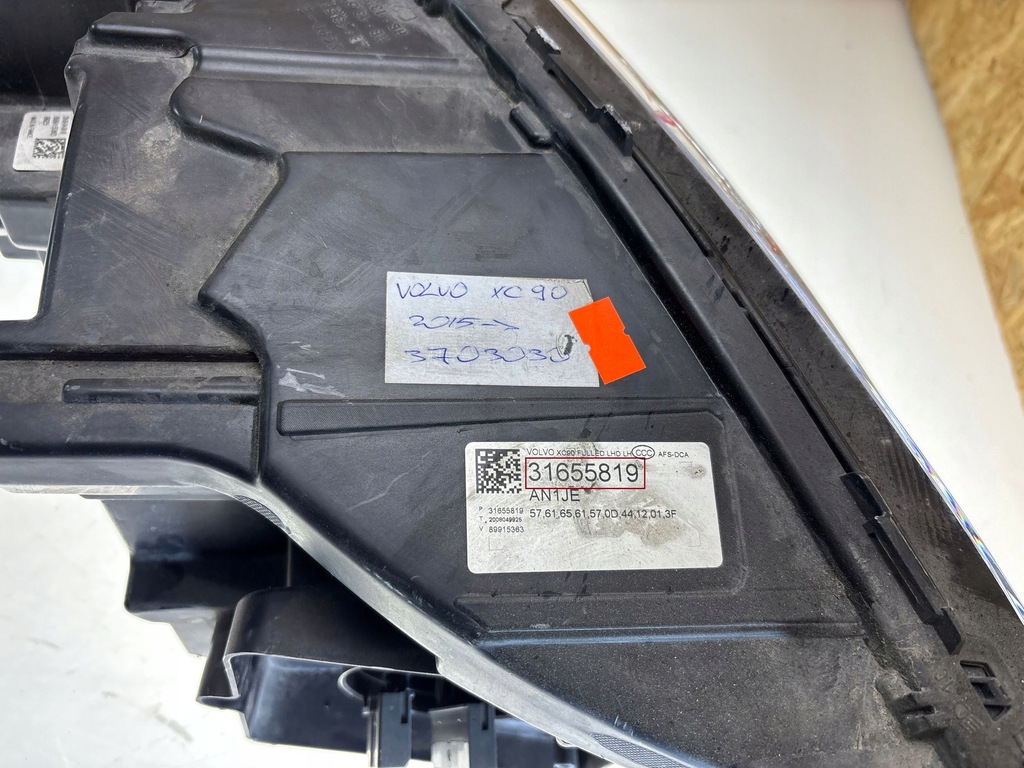 VOLVO XC90
2015->
3703030
VOLVO XC90 FULLED LHD LH CCC AFS-DCA
31655819
AN1JE
P 31655819 57,61,65,61,57,0D,44,12,01,3F
T 2008049925
V 89915363